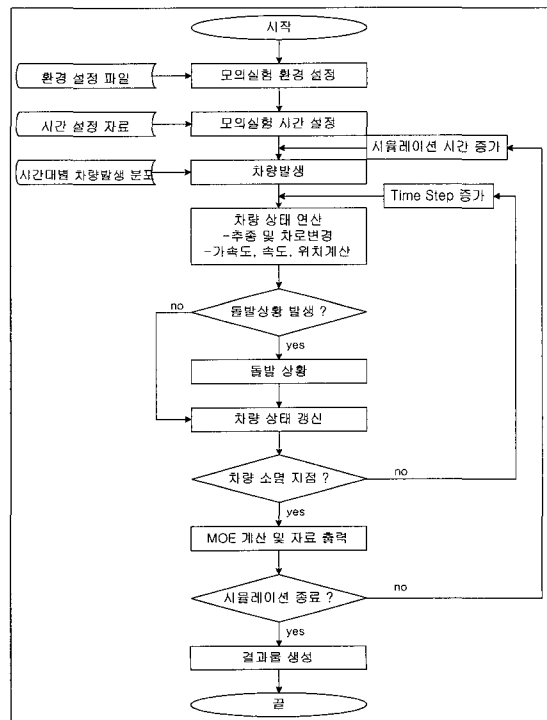 시작
환경 설정 파일
모의실험 환경 설정
시간 설정 자료
모의실험 시간 설정
시뮬레이션 시간 증가
시간대별 차량발생 분포
차량발생
Time Step 증가
차량 상태 연산
-추종 및 차로변경
-가속도, 속도, 위치계산
돌발상황 발생 ?
no
yes
돌발 상황
차량 상태 갱신
차량 소멸 지점 ?
no
yes
MOE 계산 및 자료 출력
시뮬레이션 종료 ?
no
yes
결과물 생성
끝